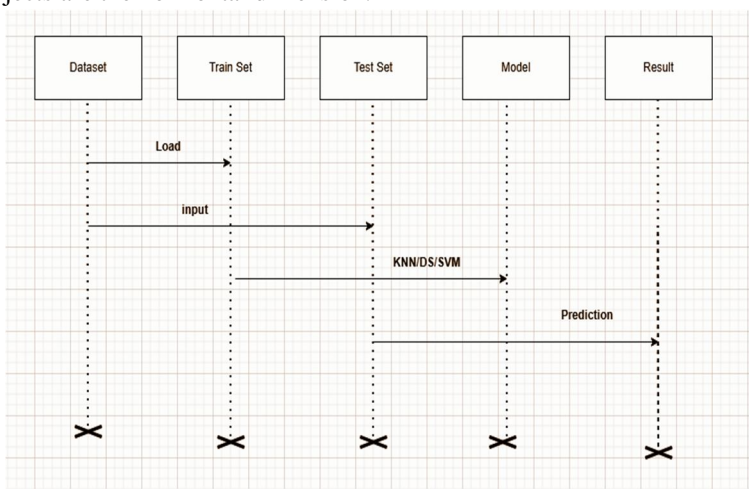 Dataset
Train Set
Test Set
Model
Result
Load
input
KNN/DS/SVM
Prediction